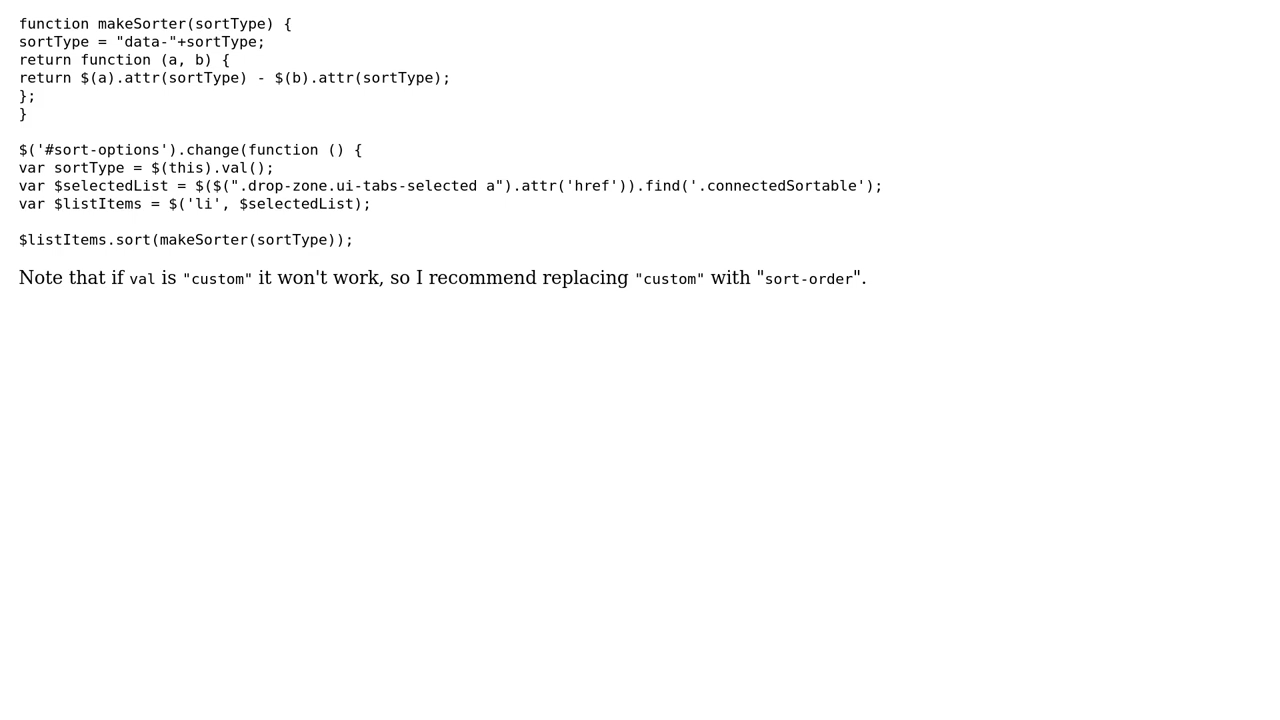 function makeSorter(sortType) {
sortType = "data-"+sortType;
return function (a, b) {
return $(a).attr(sortType) - $(b).attr(sortType);
};
}

$('#sort-options').change(function () {
var sortType = $(this).val();
var $selectedList = $($(".drop-zone.ui-tabs-selected a").attr('href')).find('.connectedSortable');
var $listItems = $('li', $selectedList);

$listItems.sort(makeSorter(sortType));

Note that if val is "custom" it won't work, so I recommend replacing "custom" with "sort-order".